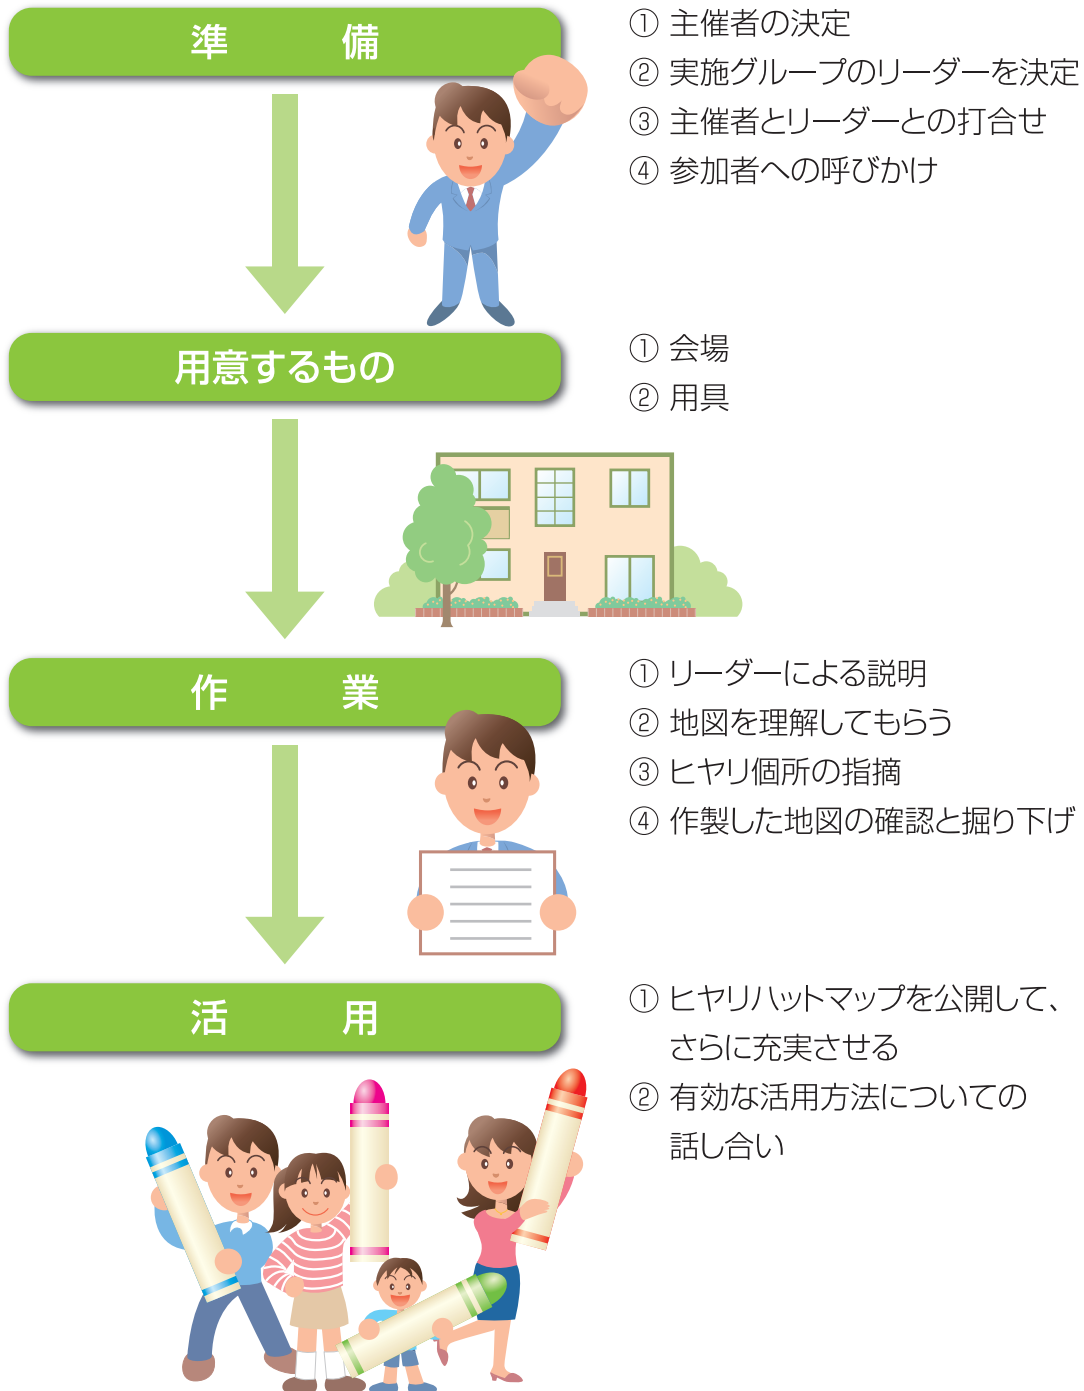 準備
① 主催者の決定
② 実施グループのリーダーを決定
③ 主催者とリーダーとの打合せ
④ 参加者への呼びかけ
用意するもの
① 会場
② 用具
作業
① リーダーによる説明
② 地図を理解してもらう
③ ヒヤリ個所の指摘
④ 作製した地図の確認と掘り下げ
活用
① ヒヤリハットマップを公開して、
さらに充実させる
② 有効な活用方法についての
話し合い